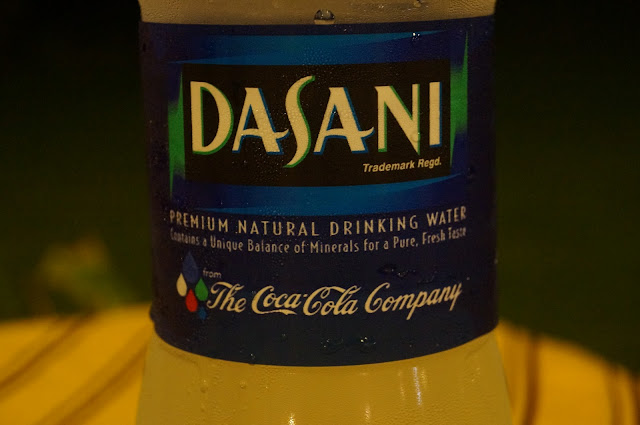 DASANI
Trademark Regd.
PREMIUM NATURAL DRINKING WATER
Contains a Unique Balance of Minerals for a Pure, Fresh Taste
from
The Coca-Cola Company